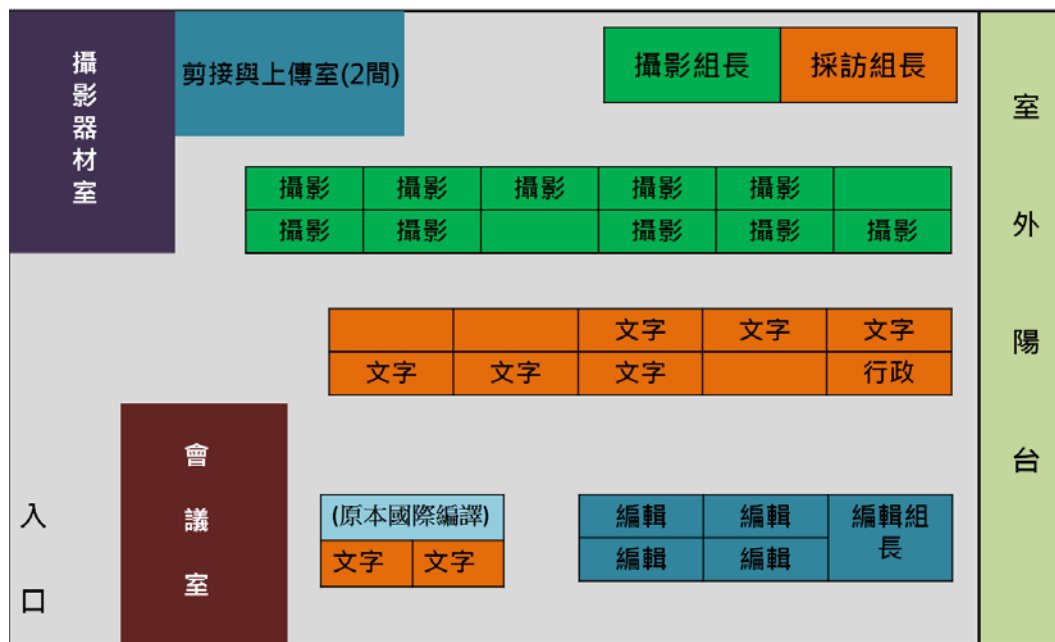 攝影器材室
剪接與上傳室(2間)
攝影組長
採訪組長
攝影
攝影
攝影
攝影
攝影
攝影
攝影
攝影
攝影
攝影
文字
文字
文字
文字
文字
文字
行政
會議室
(原本國際編譯)
文字
文字
編輯
編輯
編輯組
長
編輯
編輯
入口
室外陽台